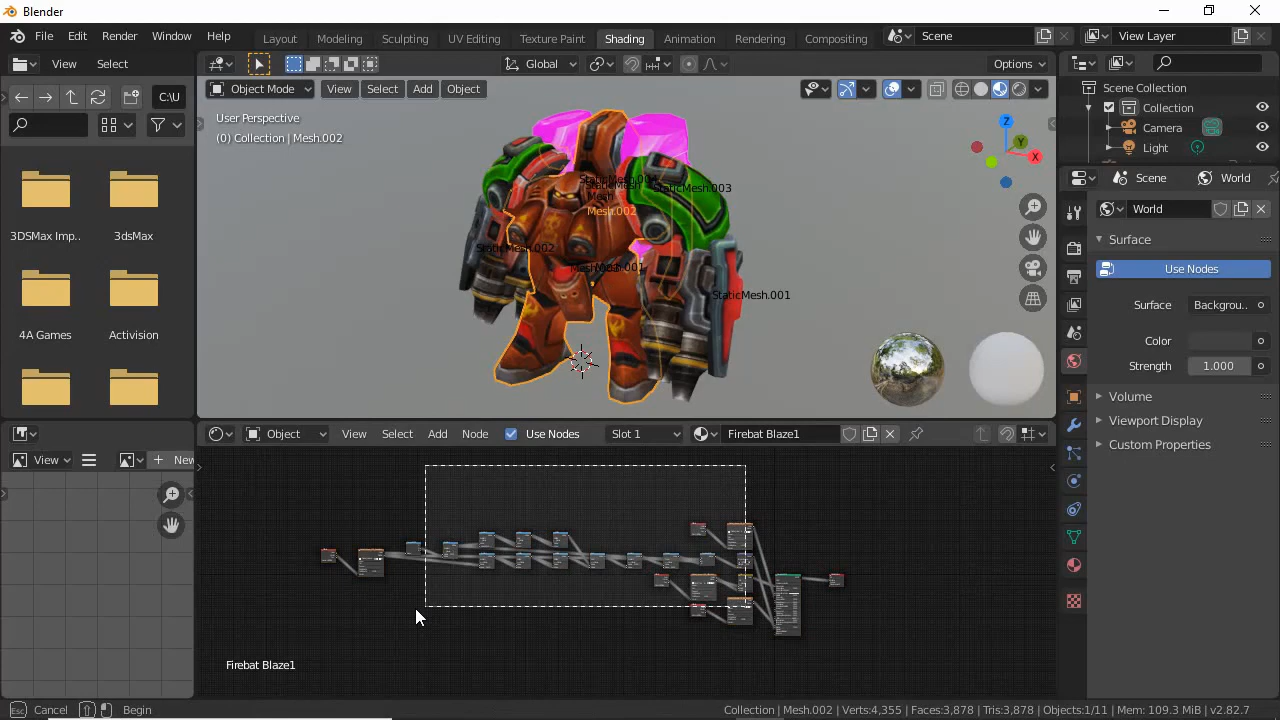 Blender
File Edit Render Window Help
Layout Modeling Sculpting UV Editing Texture Paint Shading Animation Rendering Compositing
Scene
View Layer
View Select
Global
Options
C:\U
Object Mode View Select Add Object
User Perspective
(0) Collection | Mesh.002
Scene Collection
Collection
Camera
Light
3DSMax Imp..
3dsMax
4A Games
Activision
StaticMesh.004
StaticMesh
StaticMesh.003
Mesh
Mesh.002
StaticMesh.002
StaticMesh.001
X
Y
Z
Scene World
World
Surface
Use Nodes
Surface Backgrou..
Color
Strength 1.000
Volume
Viewport Display
Custom Properties
View
New
Object View Select Add Node Use Nodes Slot 1 Firebat Blaze1
Firebat Blaze1
Esc Cancel Begin
Collection | Mesh.002 | Verts:4,355 | Faces:3,878 | Tris:3,878 | Objects:1/11 | Mem: 109.3 MiB | v2.82.7